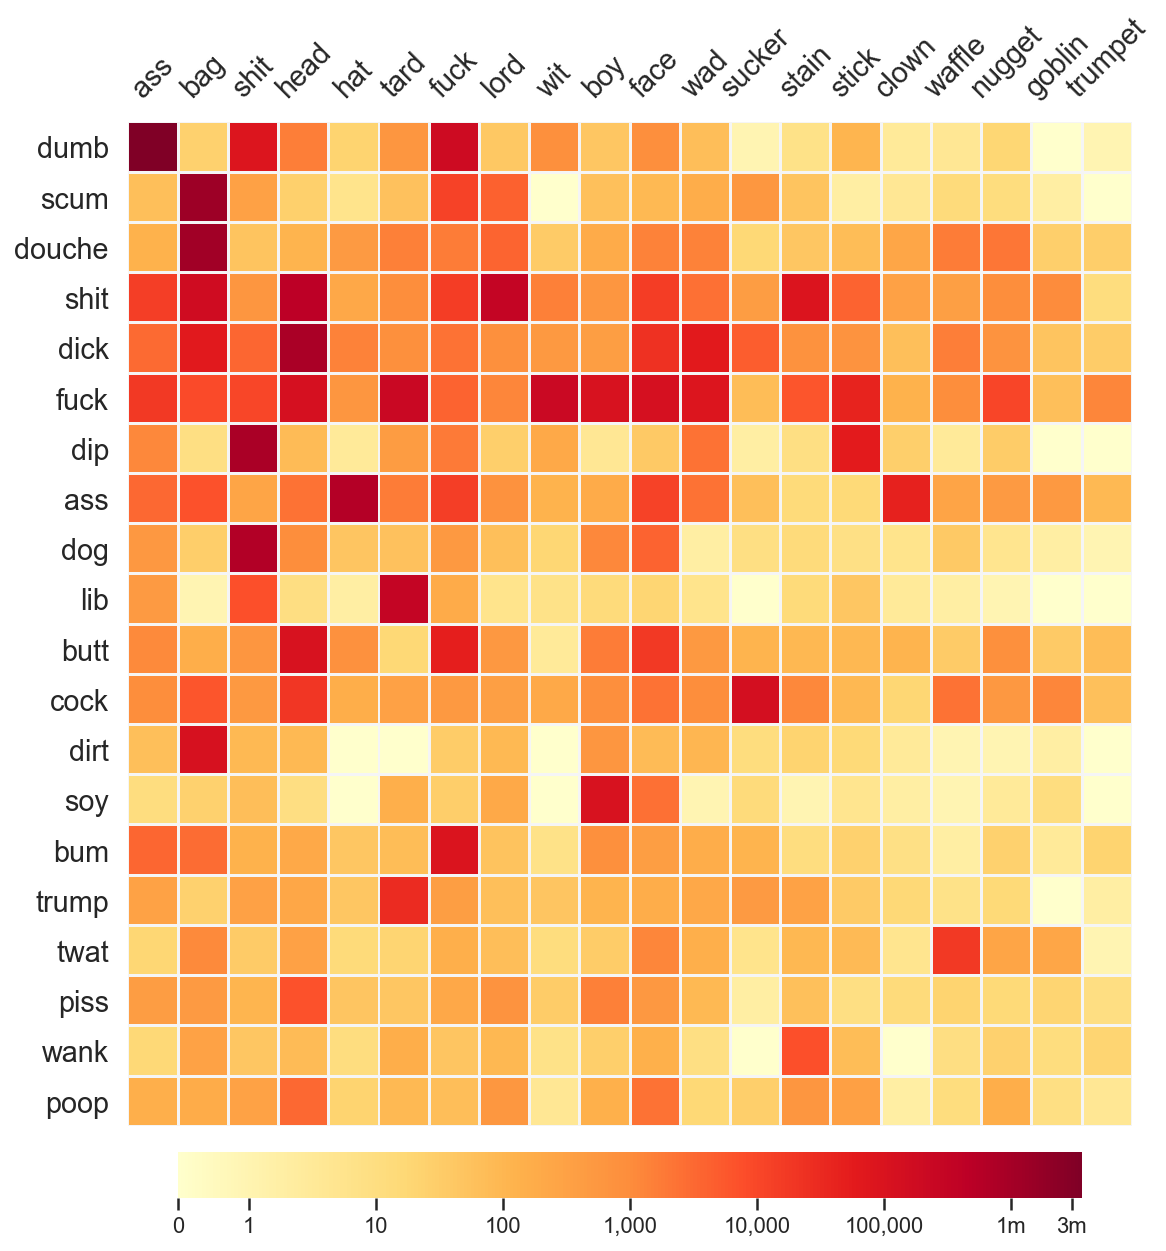 ass bag shit head hat tard fuck lord wit boy face wad sucker stain stick clown waffle nugget goblin trumpet
dumb
scum
douche
shit
dick
fuck
dip
ass
dog
lib
butt
cock
dirt
soy
bum
trump
twat
piss
wank
poop
0 1 10 100 1,000 10,000 100,000 1m 3m